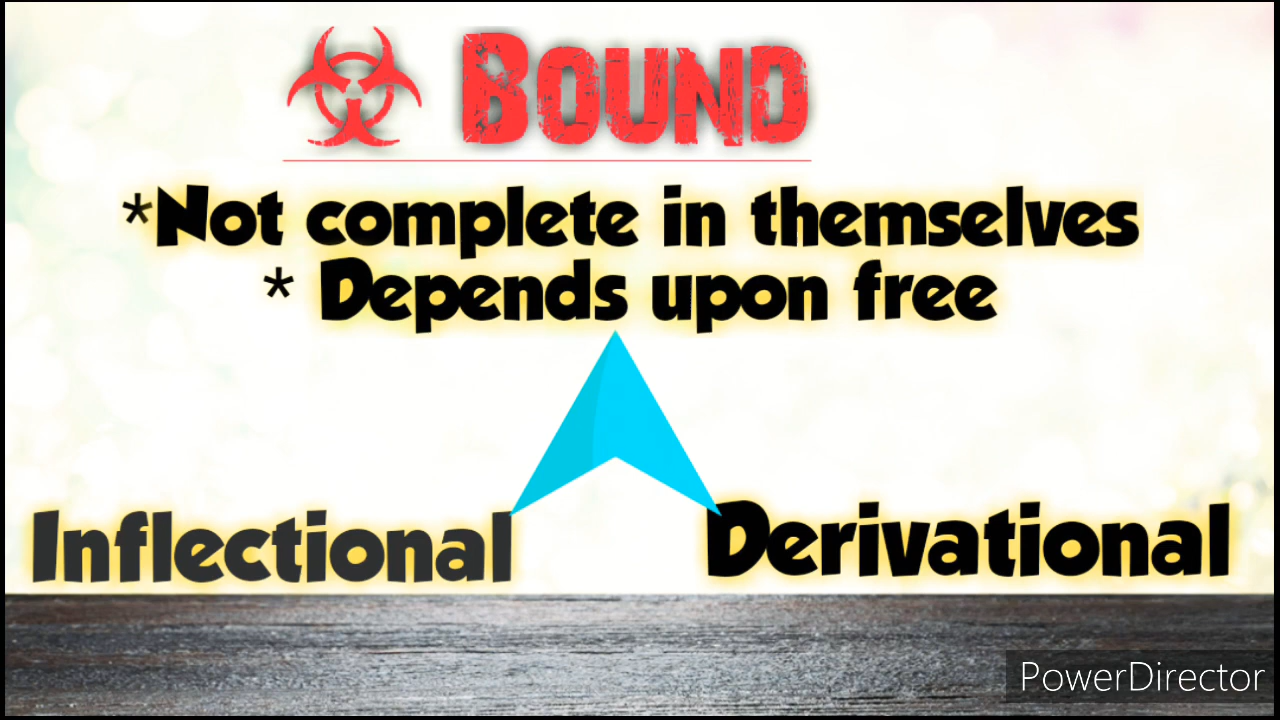 Bound
*Not complete in themselves
* Depends upon free
Inflectional
Derivational
PowerDirector